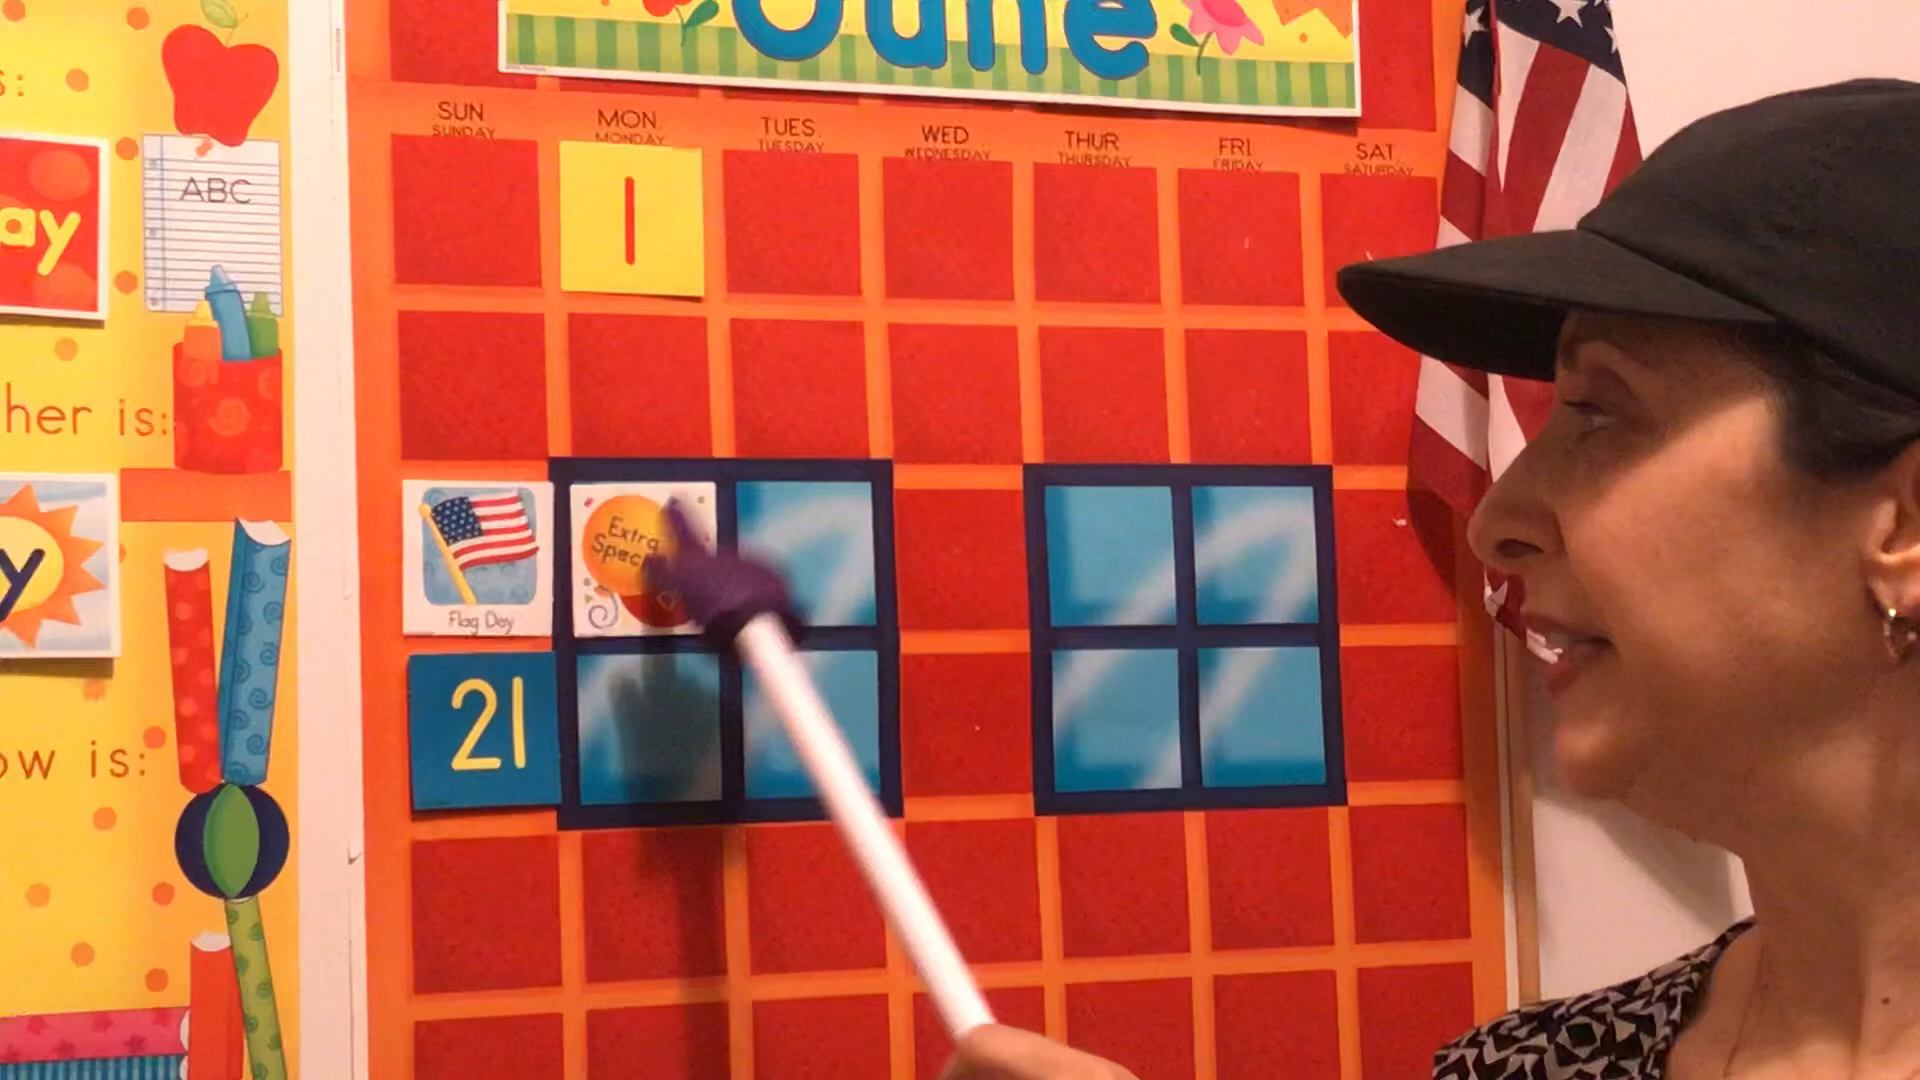 June
s:
ay
ABC
her is:
y
ow is:
SUN
SUNDAY
MON.
MONDAY
TUES.
TUESDAY
WED
WEDNESDAY
THUR
THURSDAY
FRI.
FRIDAY
SAT.
SATURDAY
1
Flag Day
Extra
Spec
21